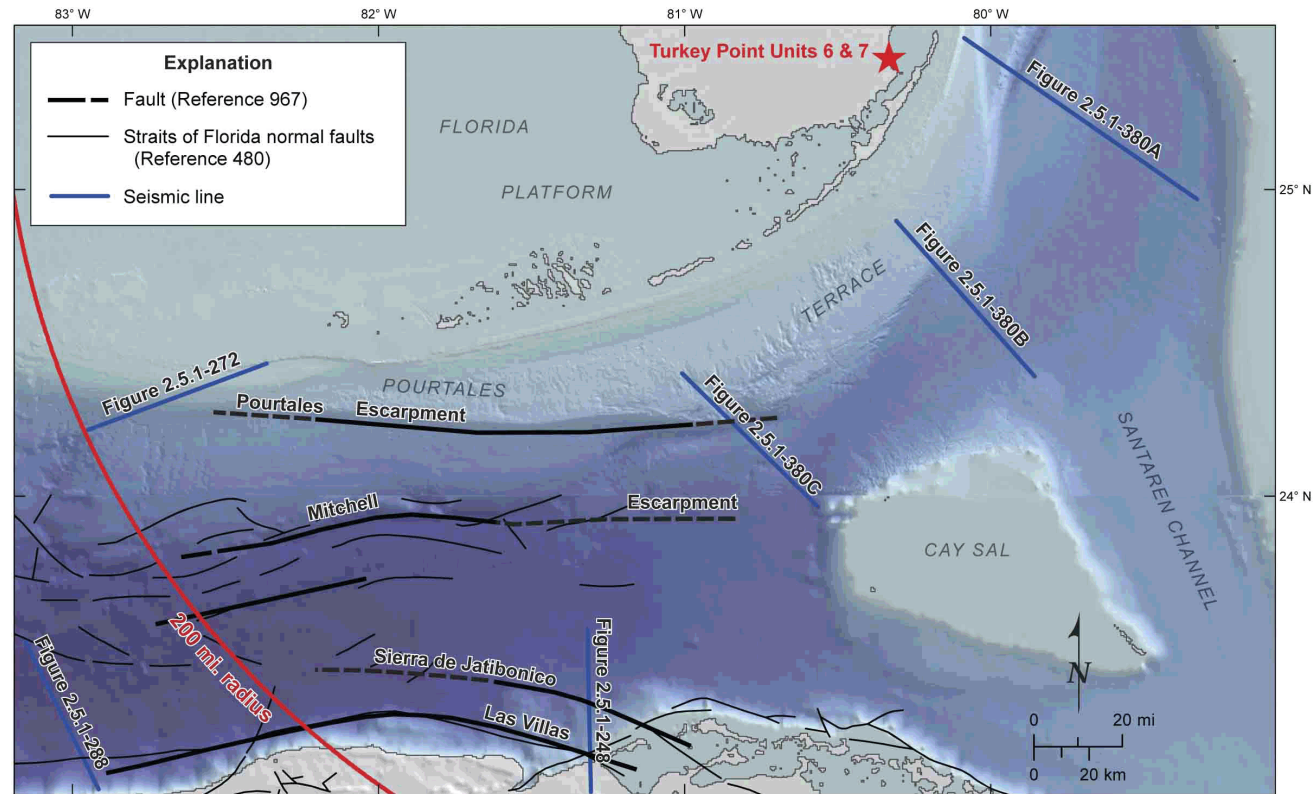 83° W
82° W
81° W
80° W
Explanation
Fault (Reference 967)
Straits of Florida normal faults
(Reference 480)
Seismic line
Turkey Point Units 6 & 7
Figure 2.5.1-380A
FLORIDA
PLATFORM
25° N
Figure 2.5.1-380B
TERRACE
Figure 2.5.1-272
POURTALES
Pourtales Escarpment
Figure 2.5.1-380C
SANTAREN CHANNEL
24° N
Mitchell
Escarpment
CAY SAL
200 mi. radius
Figure 2.5.1-288
Sierra de Jatibonico
Figure 2.5.1-248
Las Villas
N
0 20 mi
0 20 km